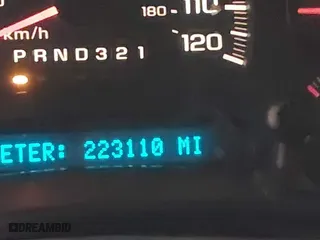 180 110
km/h 120
PRND321
ETER: 223110 MI
DREAMBID